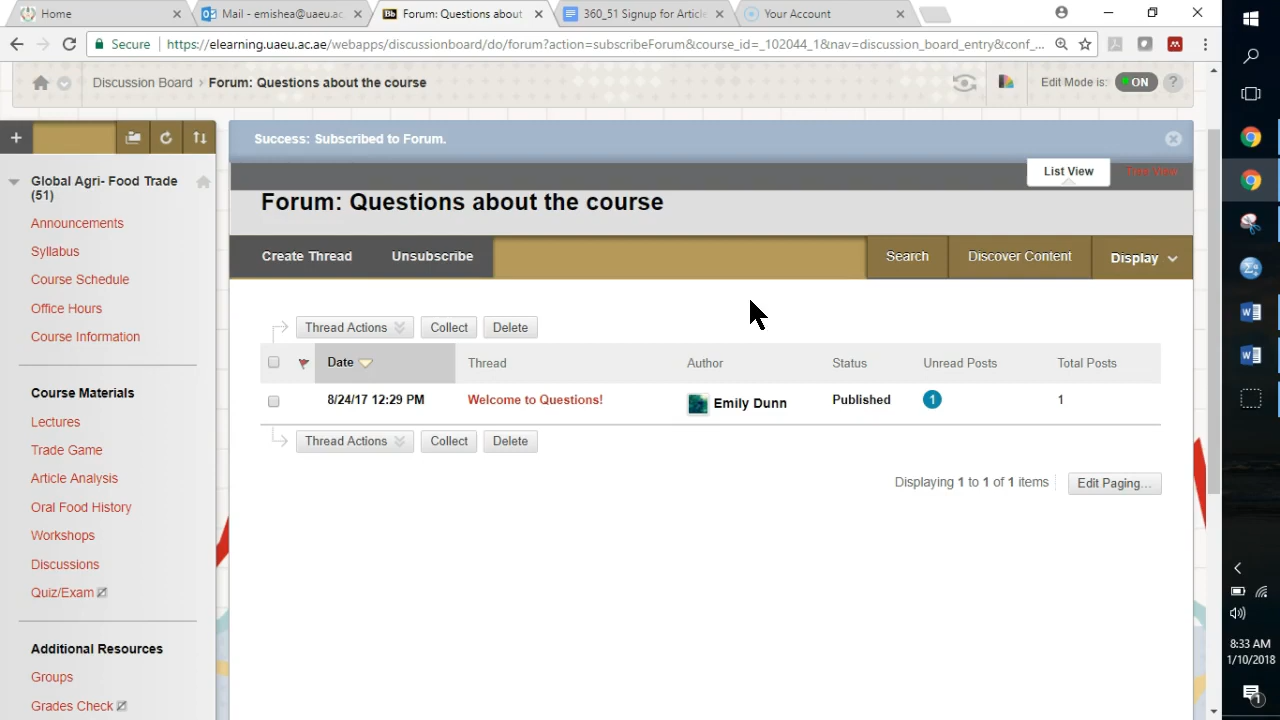 Home
Mail - emishea@uaeu.ac.
Forum: Questions about
360_51 Signup for Article
Your Account
Secure
https://elearning.uaeu.ac.ae/webapps/discussionboard/do/forum?action=subscribeForum&course_id=_102044_1&nav=discussion_board_entry&conf_...
Discussion Board
Forum: Questions about the course
Edit Mode is:
ON
?
Success: Subscribed to Forum.
List View
Tree View
Forum: Questions about the course
Create Thread
Unsubscribe
Search
Discover Content
Display
Thread Actions
Collect
Delete
Date
Thread
Author
Status
Unread Posts
Total Posts
8/24/17 12:29 PM
Welcome to Questions!
Emily Dunn
Published
1
1
Thread Actions
Collect
Delete
Displaying 1 to 1 of 1 items
Edit Paging...
Global Agri- Food Trade
(51)
Announcements
Syllabus
Course Schedule
Office Hours
Course Information
Course Materials
Lectures
Trade Game
Article Analysis
Oral Food History
Workshops
Discussions
Quiz/Exam
Additional Resources
Groups
Grades Check
8:33 AM
1/10/2018
1